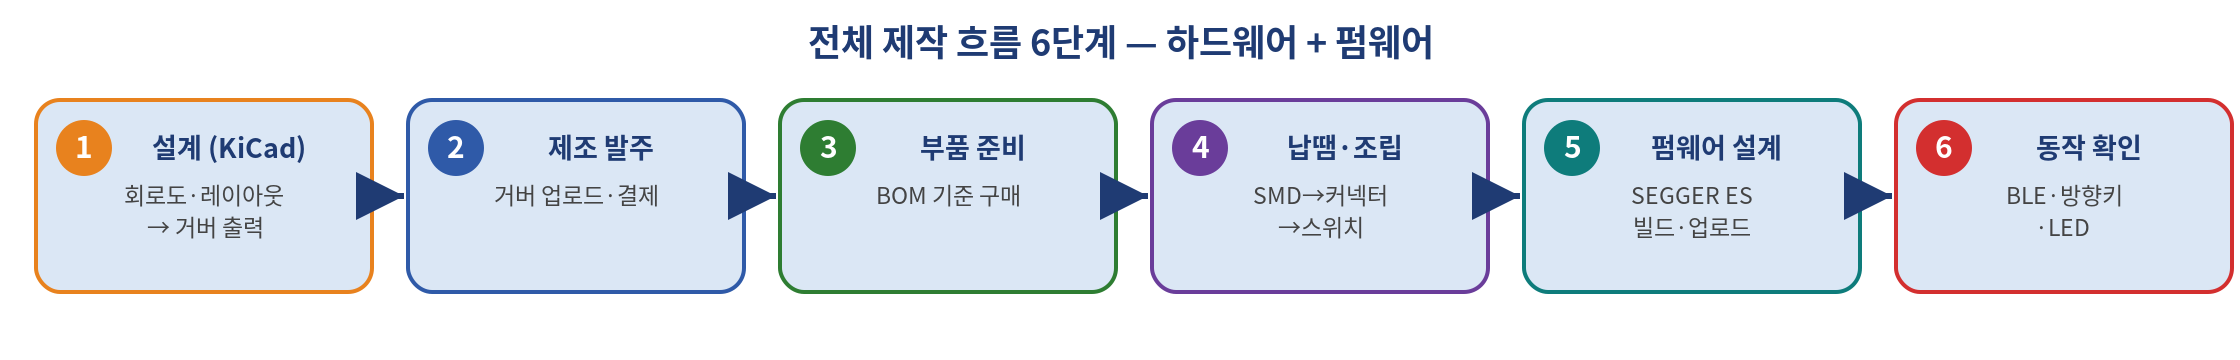 전체 제작 흐름 6단계 — 하드웨어 + 펌웨어
1 설계 (KiCad)
회로도·레이아웃
→ 거버 출력
2 제조 발주
거버 업로드·결제
3 부품 준비
BOM 기준 구매
4 납땜·조립
SMD→커넥터
→스위치
5 펌웨어 설계
SEGGER ES
빌드·업로드
6 동작 확인
BLE·방향키
·LED